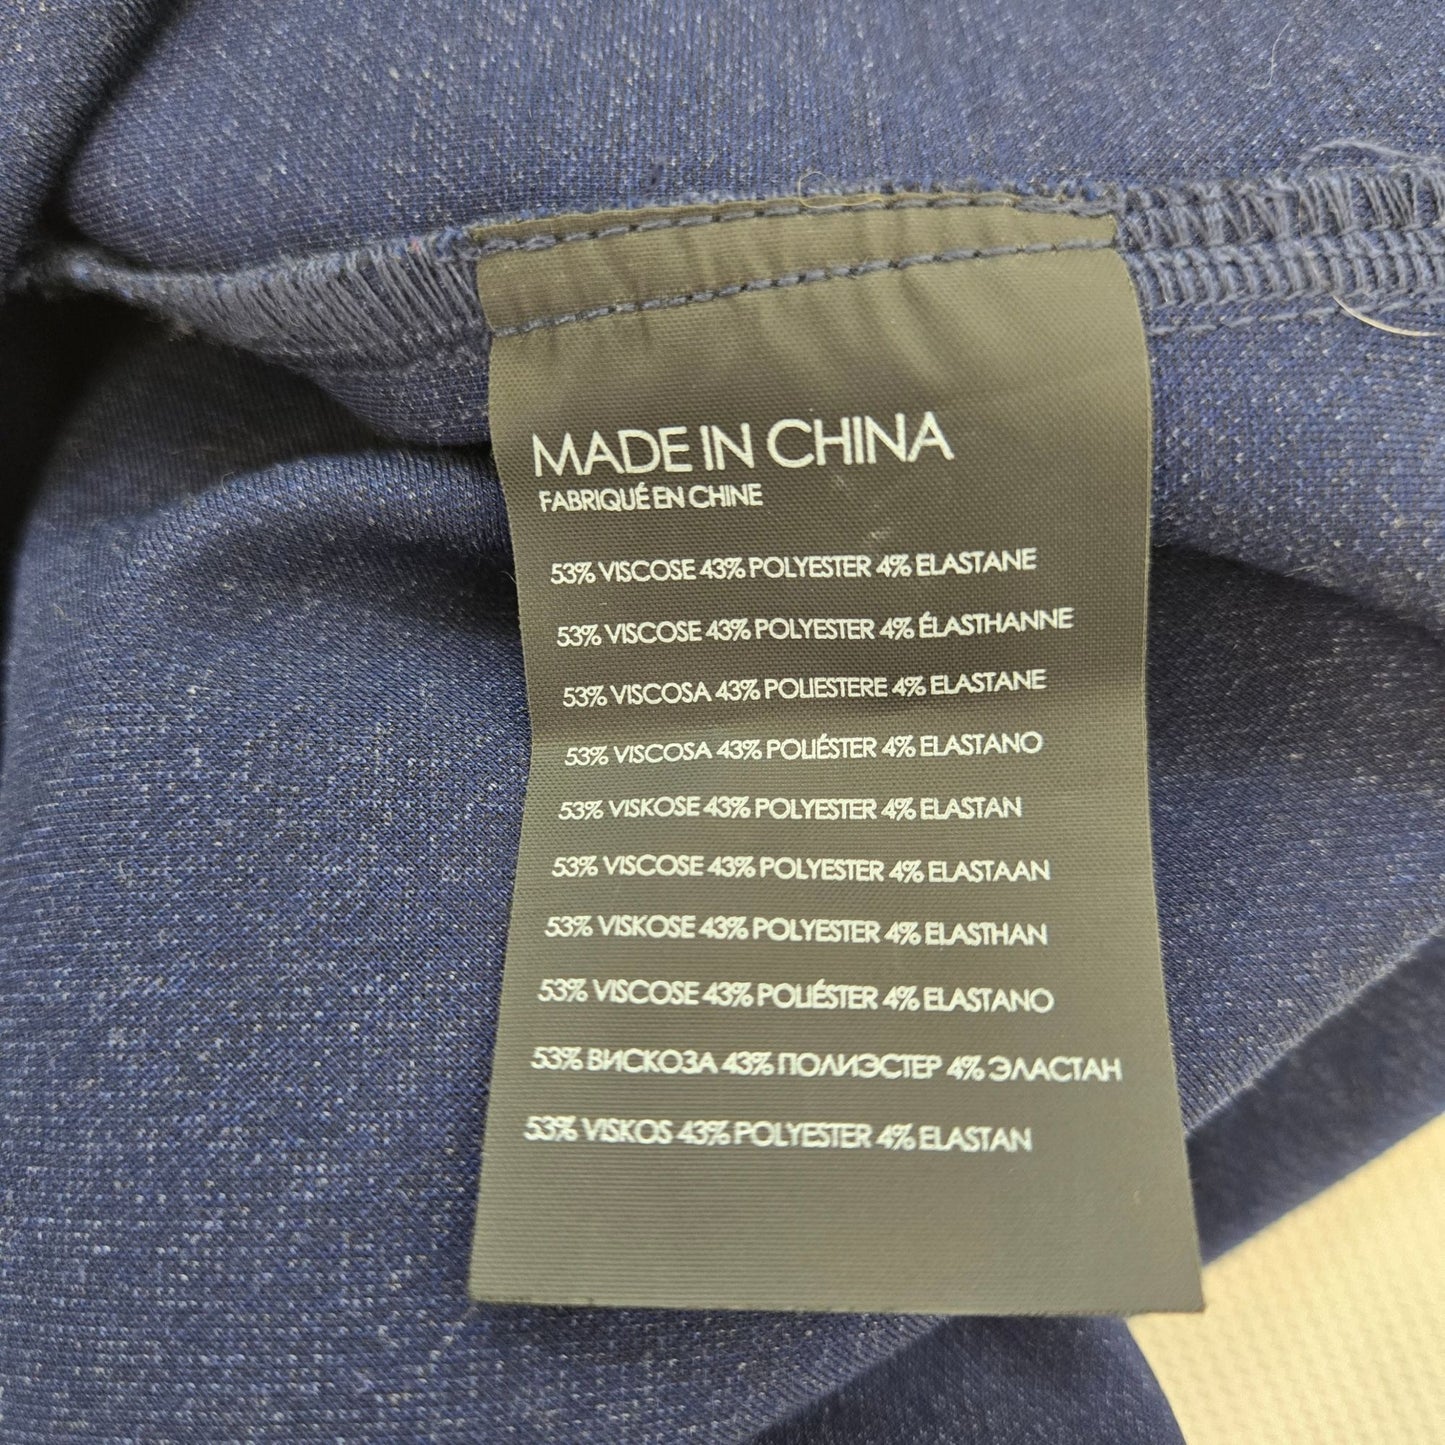 MADE IN CHINA
FABRIQUÉ EN CHINE
53% VISCOSE 43% POLYESTER 4% ELASTANE
53% VISCOSE 43% POLYESTER 4% ÉLASTHANNE
53% VISCOSA 43% POLIESTERE 4% ELASTANE
53% VISCOSA 43% POLIÉSTER 4% ELASTANO
53% VISKOSE 43% POLYESTER 4% ELASTAN
53% VISCOSE 43% POLYESTER 4% ELASTAAN
53% VISKOSE 43% POLYESTER 4% ELASTHAN
53% VISCOSE 43% POLIÉSTER 4% ELASTANO
53% ВИСКОЗА 43% ПОЛИЭСТЕР 4% ЭЛАСТАН
53% VISKOS 43% POLYESTER 4% ELASTAN